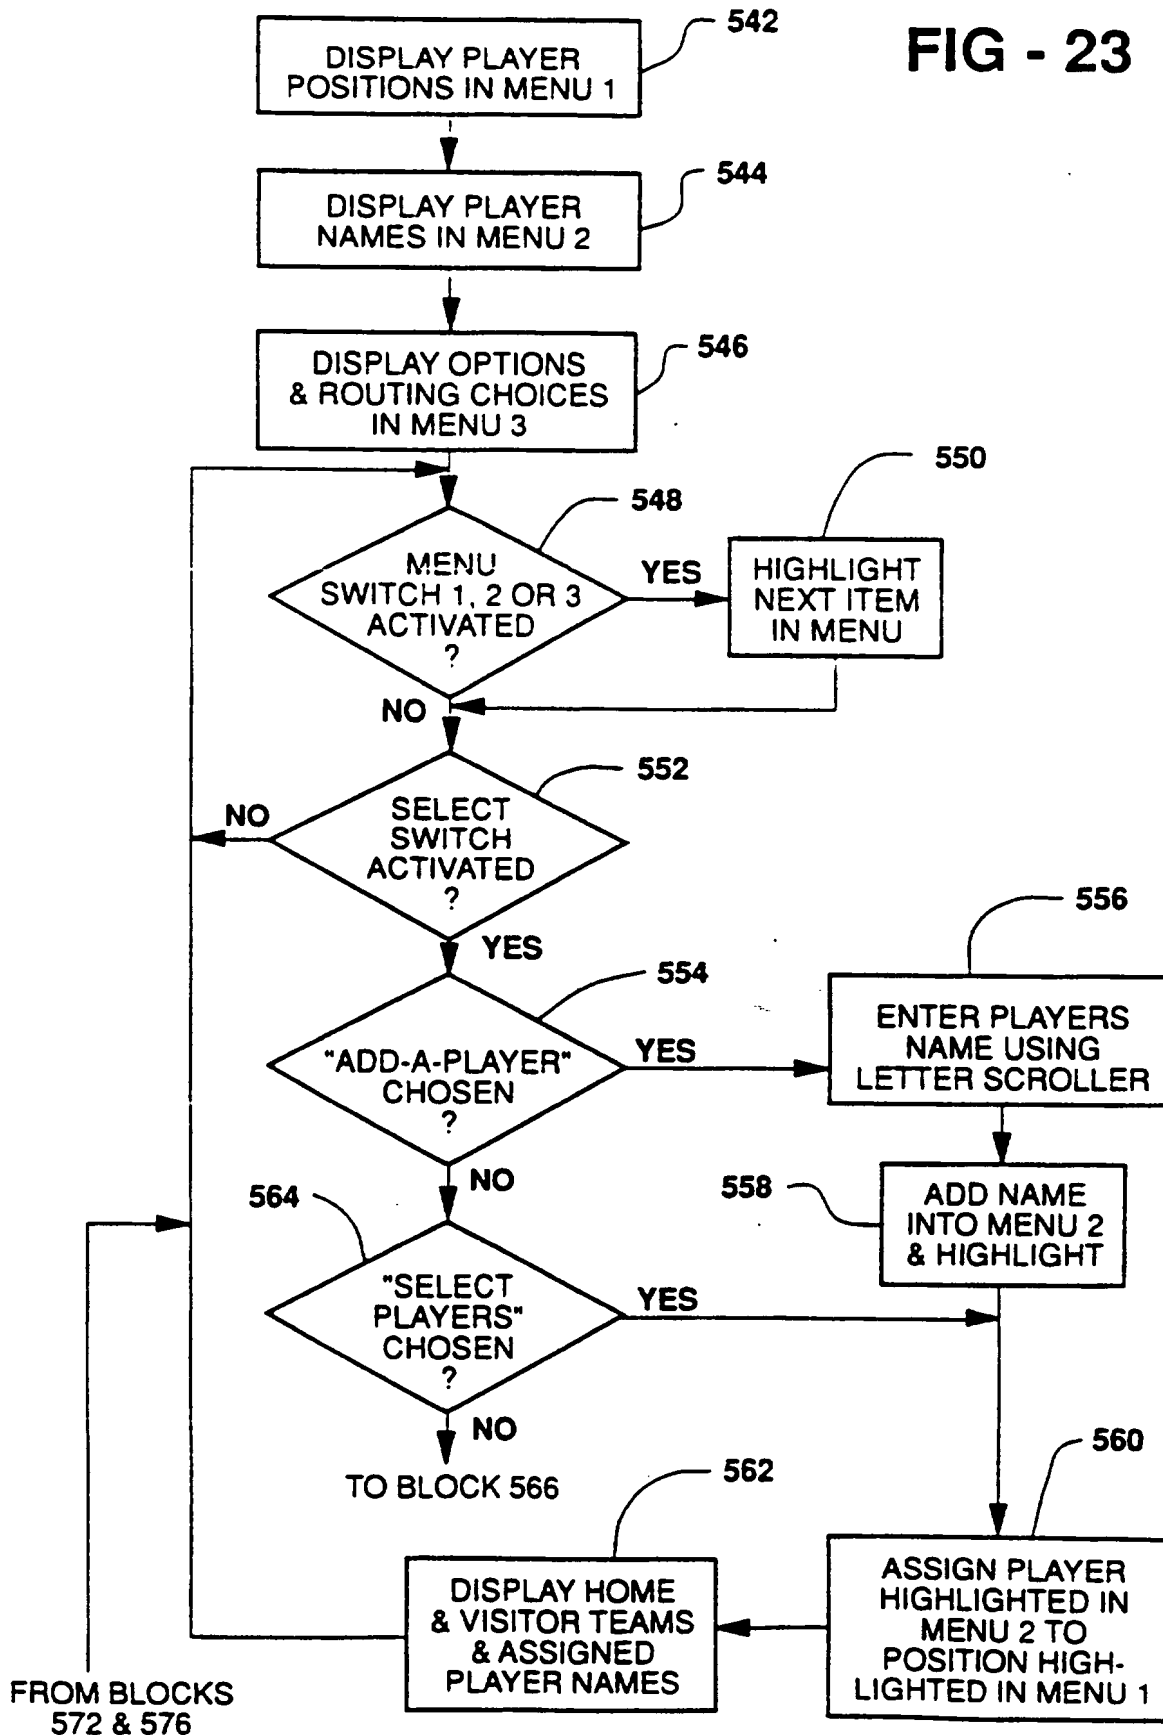 542
FIG - 23
DISPLAY PLAYER
POSITIONS IN MENU 1
544
DISPLAY PLAYER
NAMES IN MENU 2
546
DISPLAY OPTIONS
& ROUTING CHOICES
IN MENU 3
548
550
MENU
SWITCH 1, 2 OR 3
ACTIVATED
?
YES
HIGHLIGHT
NEXT ITEM
IN MENU
NO
552
SELECT
SWITCH
ACTIVATED
?
NO
YES
554
556
"ADD-A-PLAYER"
CHOSEN
?
YES
ENTER PLAYERS
NAME USING
LETTER SCROLLER
NO
558
ADD NAME
INTO MENU 2
& HIGHLIGHT
564
"SELECT
PLAYERS"
CHOSEN
?
YES
NO
TO BLOCK 566
560
562
ASSIGN PLAYER
HIGHLIGHTED IN
MENU 2 TO
POSITION HIGH-
LIGHTED IN MENU 1
DISPLAY HOME
& VISITOR TEAMS
& ASSIGNED
PLAYER NAMES
FROM BLOCKS
572 & 576